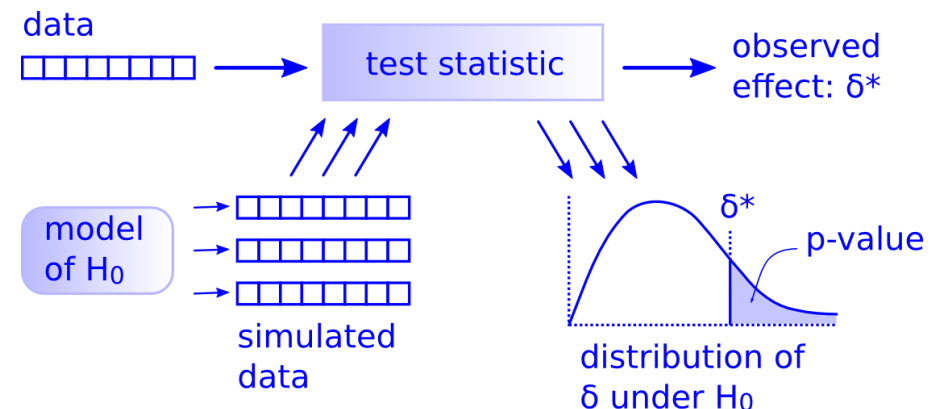 data
test statistic
observed
effect: δ*
model
of H₀
simulated
data
δ*
p-value
distribution of
δ under H₀